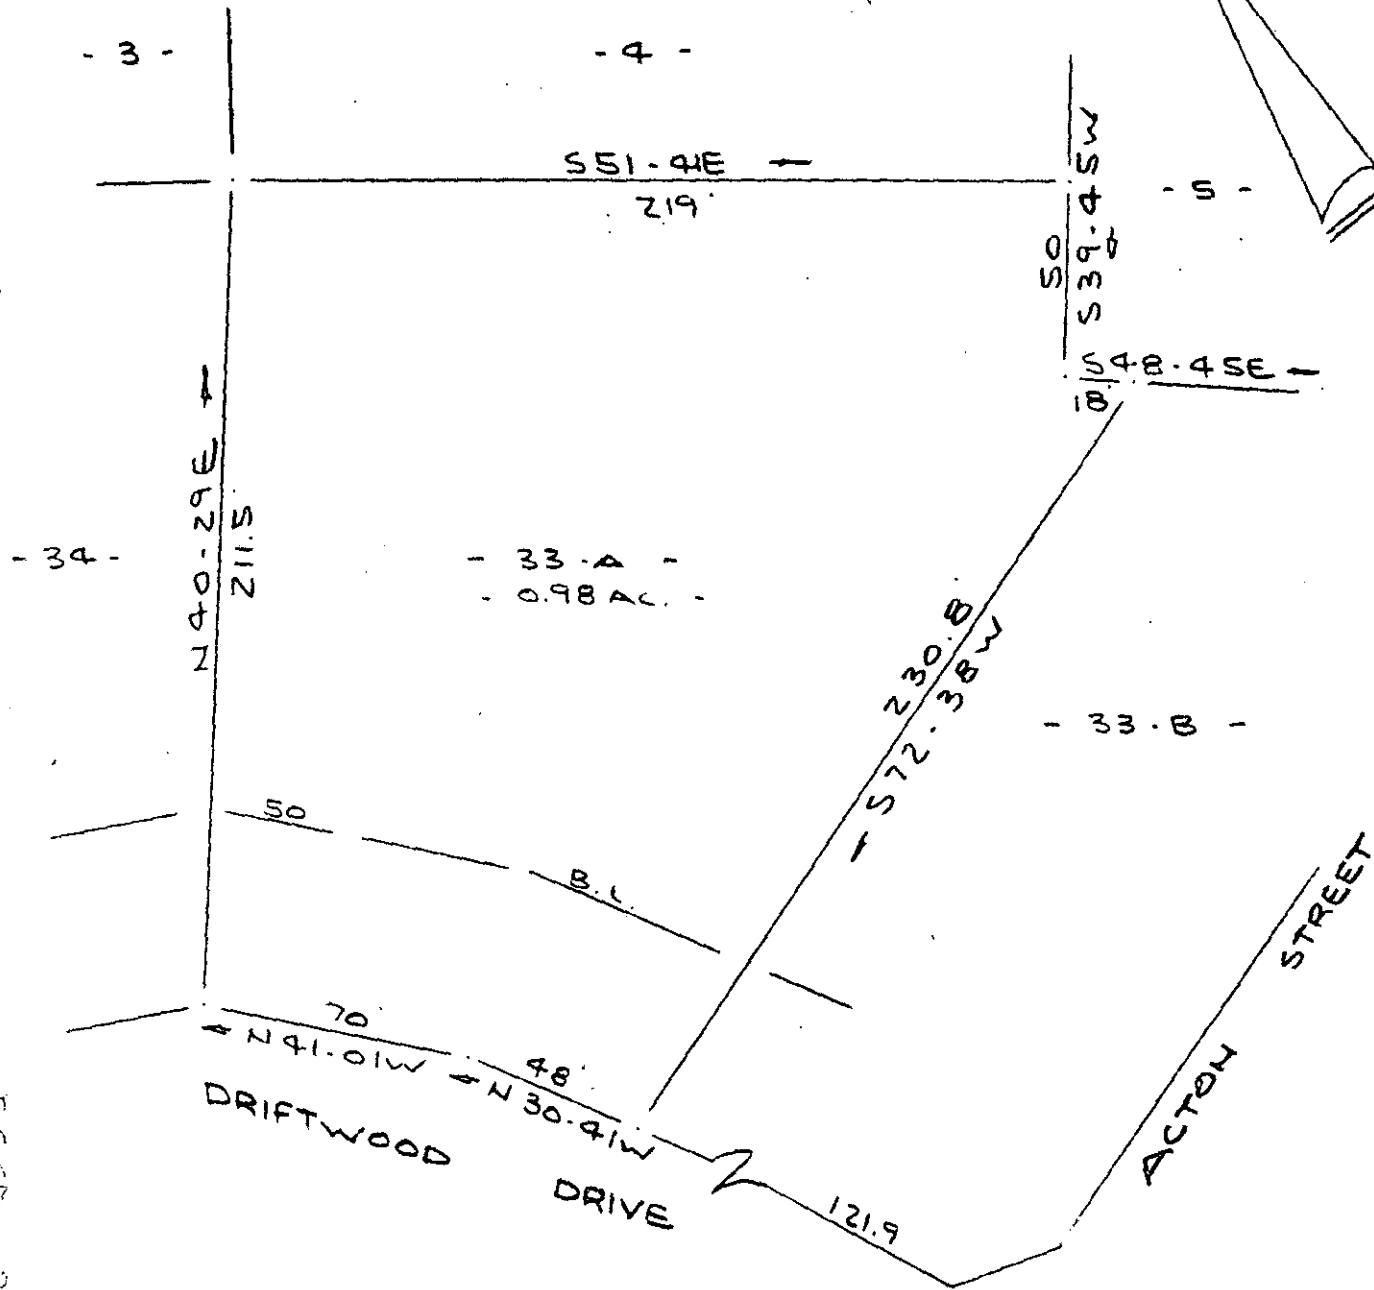 - 3 -
- 4 -
S51-41E
219
S39-45W
50
- 5 -
S48-45E
18
N40-29E
211.5
- 34 -
- 33-A -
- 0.98 AC. -
230.8
S72-38W
- 33-B -
50
B.L.
70
N41-01W
48
N30-41W
DRIFTWOOD DRIVE
121.9
ACTON STREET